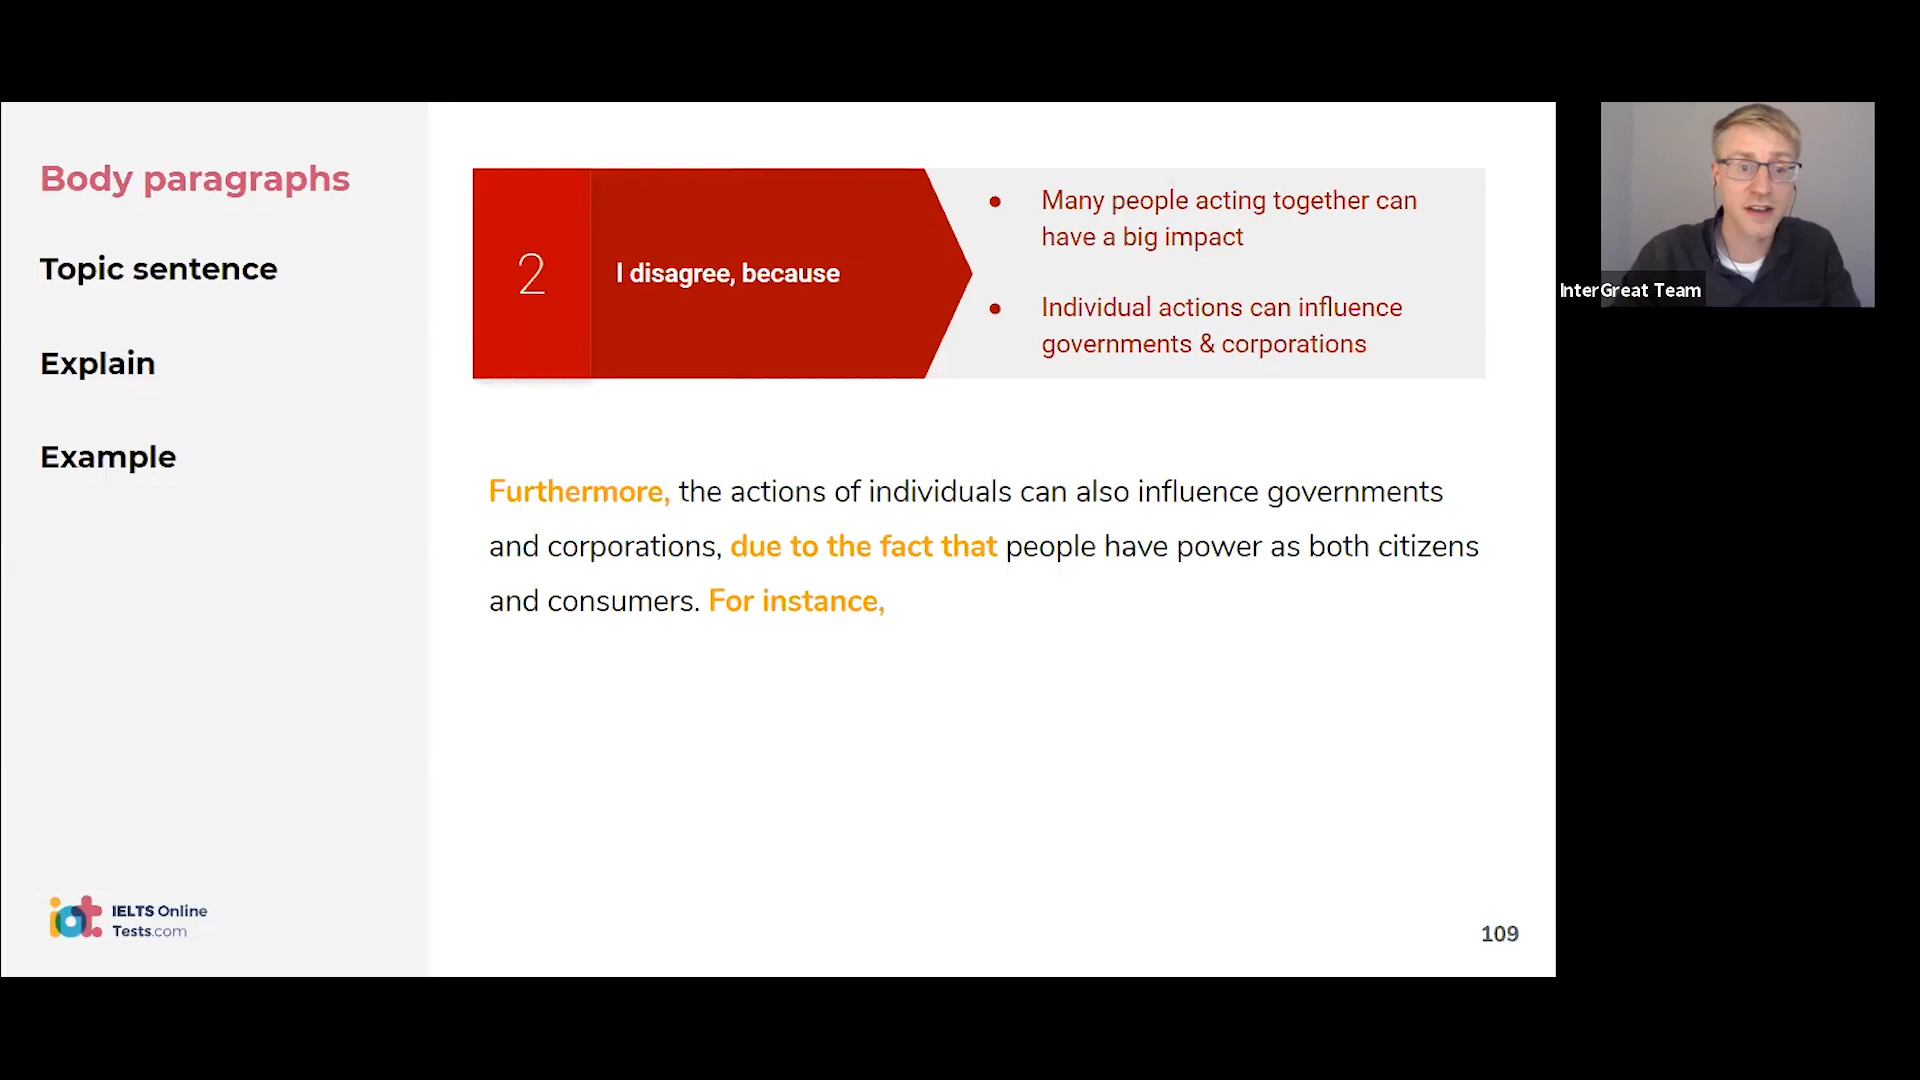 Body paragraphs
Topic sentence
Explain
Example
2
I disagree, because
● Many people acting together can
have a big impact
● Individual actions can influence
governments & corporations
Furthermore, the actions of individuals can also influence governments
and corporations, due to the fact that people have power as both citizens
and consumers. For instance,
iot IELTS Online
Tests.com
109
InterGreat Team